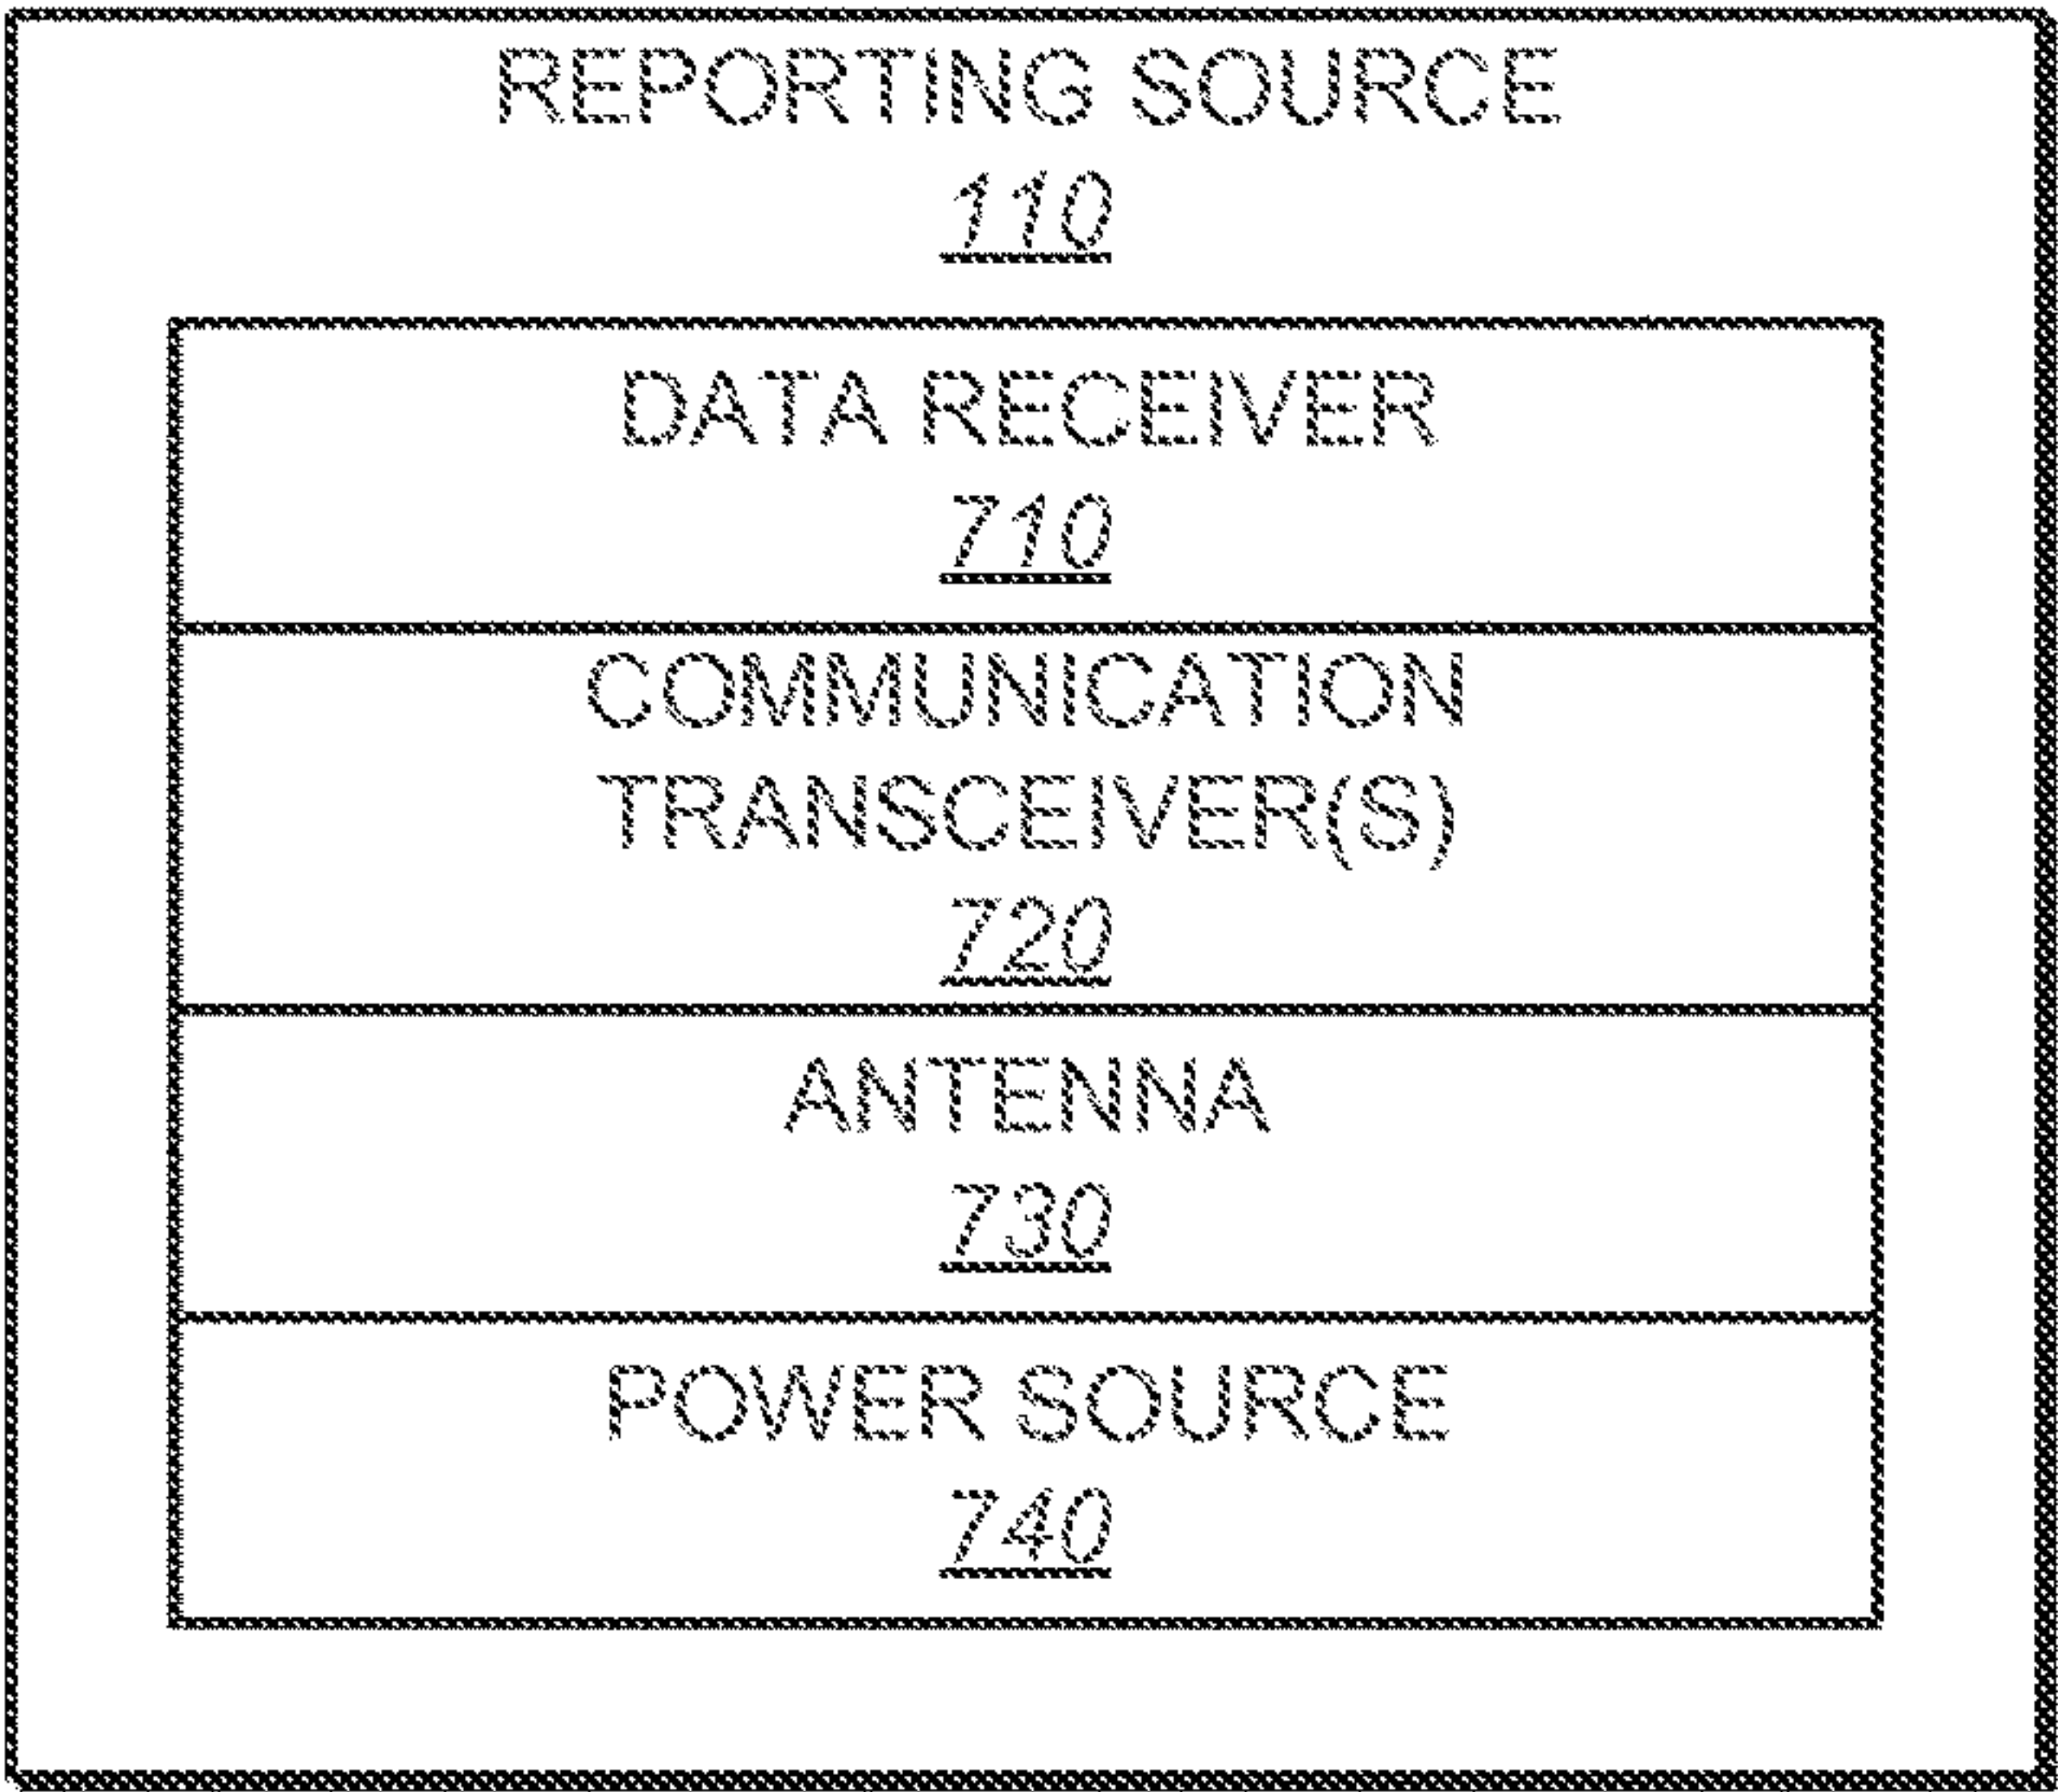 REPORTING SOURCE
110
DATA RECEIVER
710
COMMUNICATION
TRANSCEIVER(S)
720
ANTENNA
730
POWER SOURCE
740